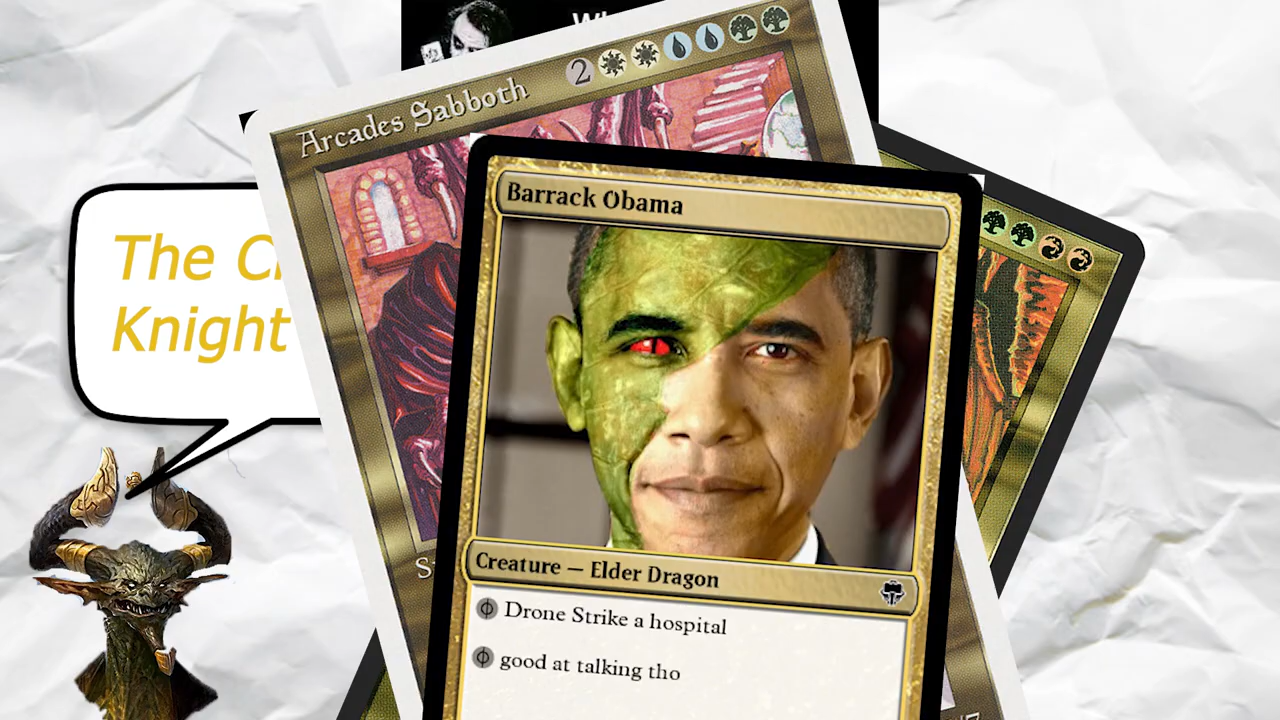 Arcades Sabboth
2
Barrack Obama
The
Knight
Creature — Elder Dragon
Drone Strike a hospital
good at talking tho